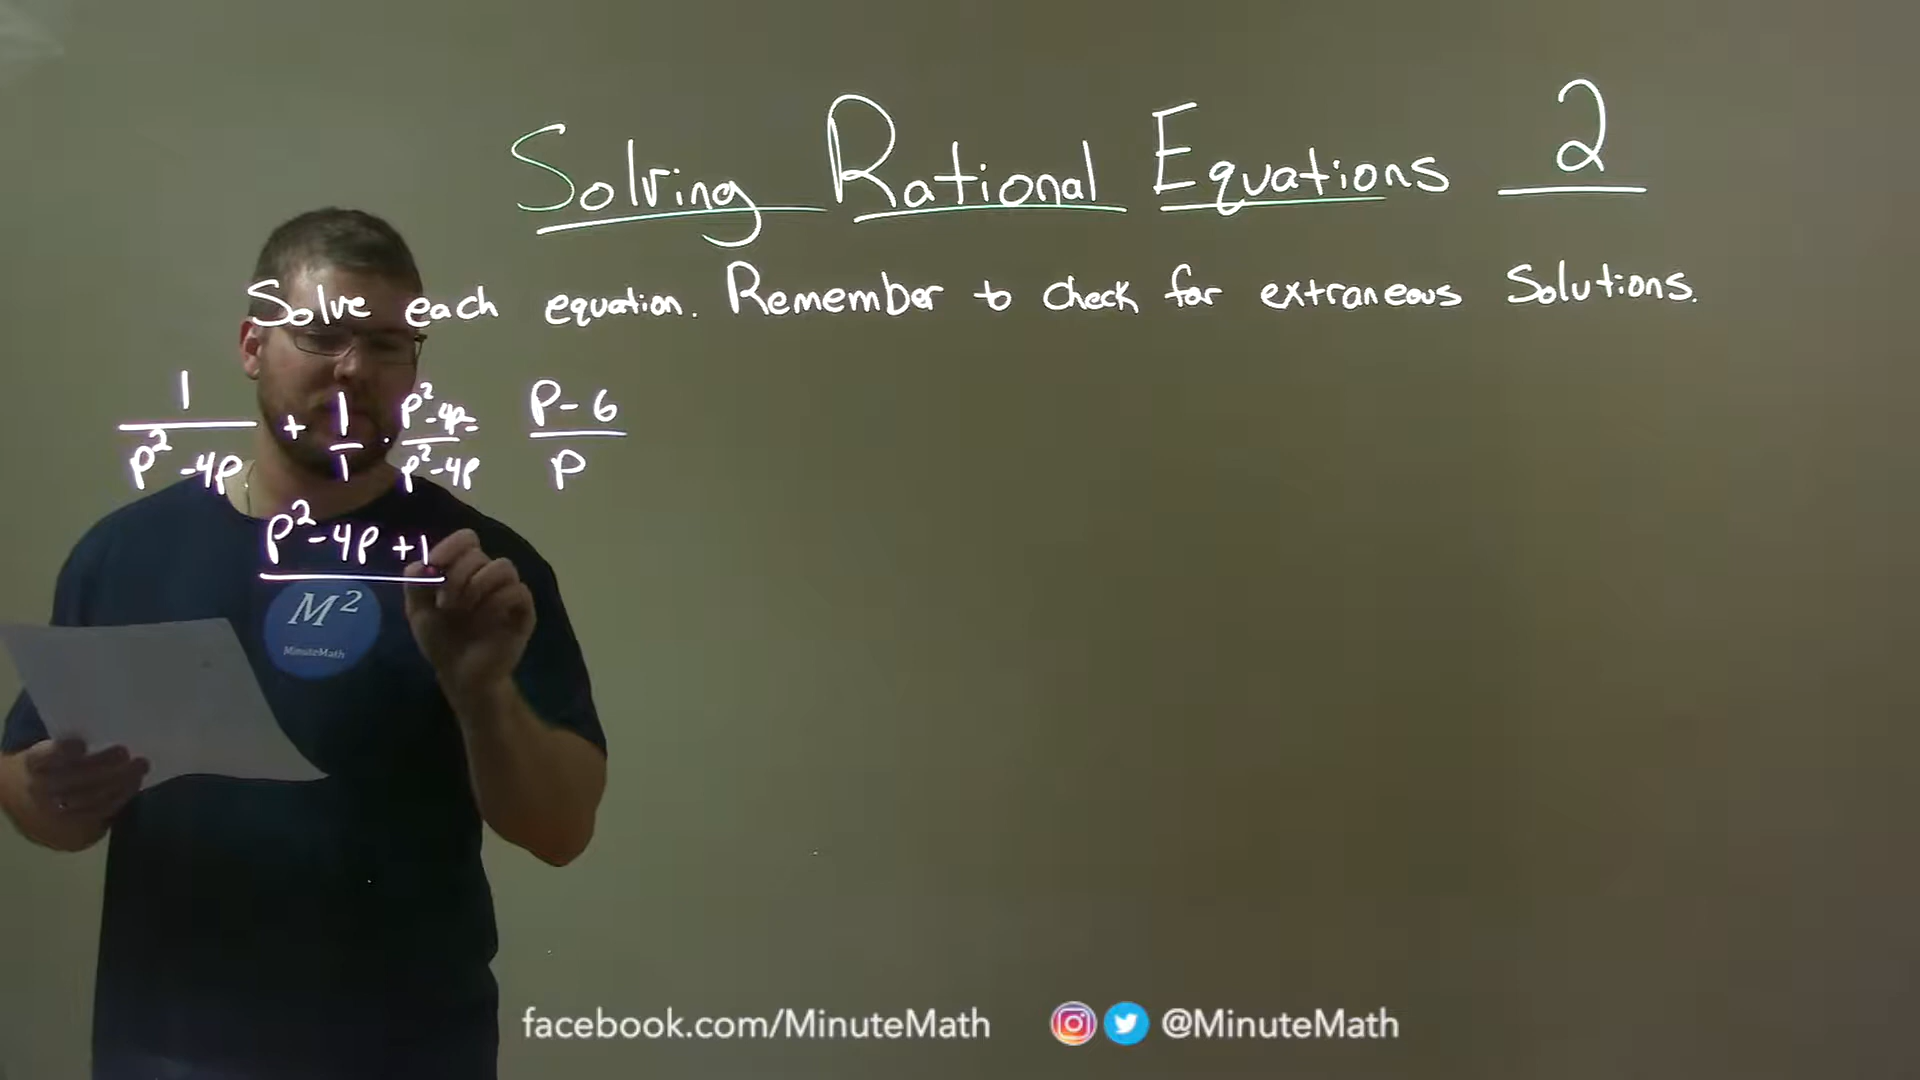 Solving Rational Equations 2
Solve each equation. Remember to check for extraneous Solutions.
1/(p²-4p) + 1/1 · (p²-4p)/(p²-4p) = (p-6)/p
p²-4p+1
M²
MinuteMath
facebook.com/MinuteMath @MinuteMath